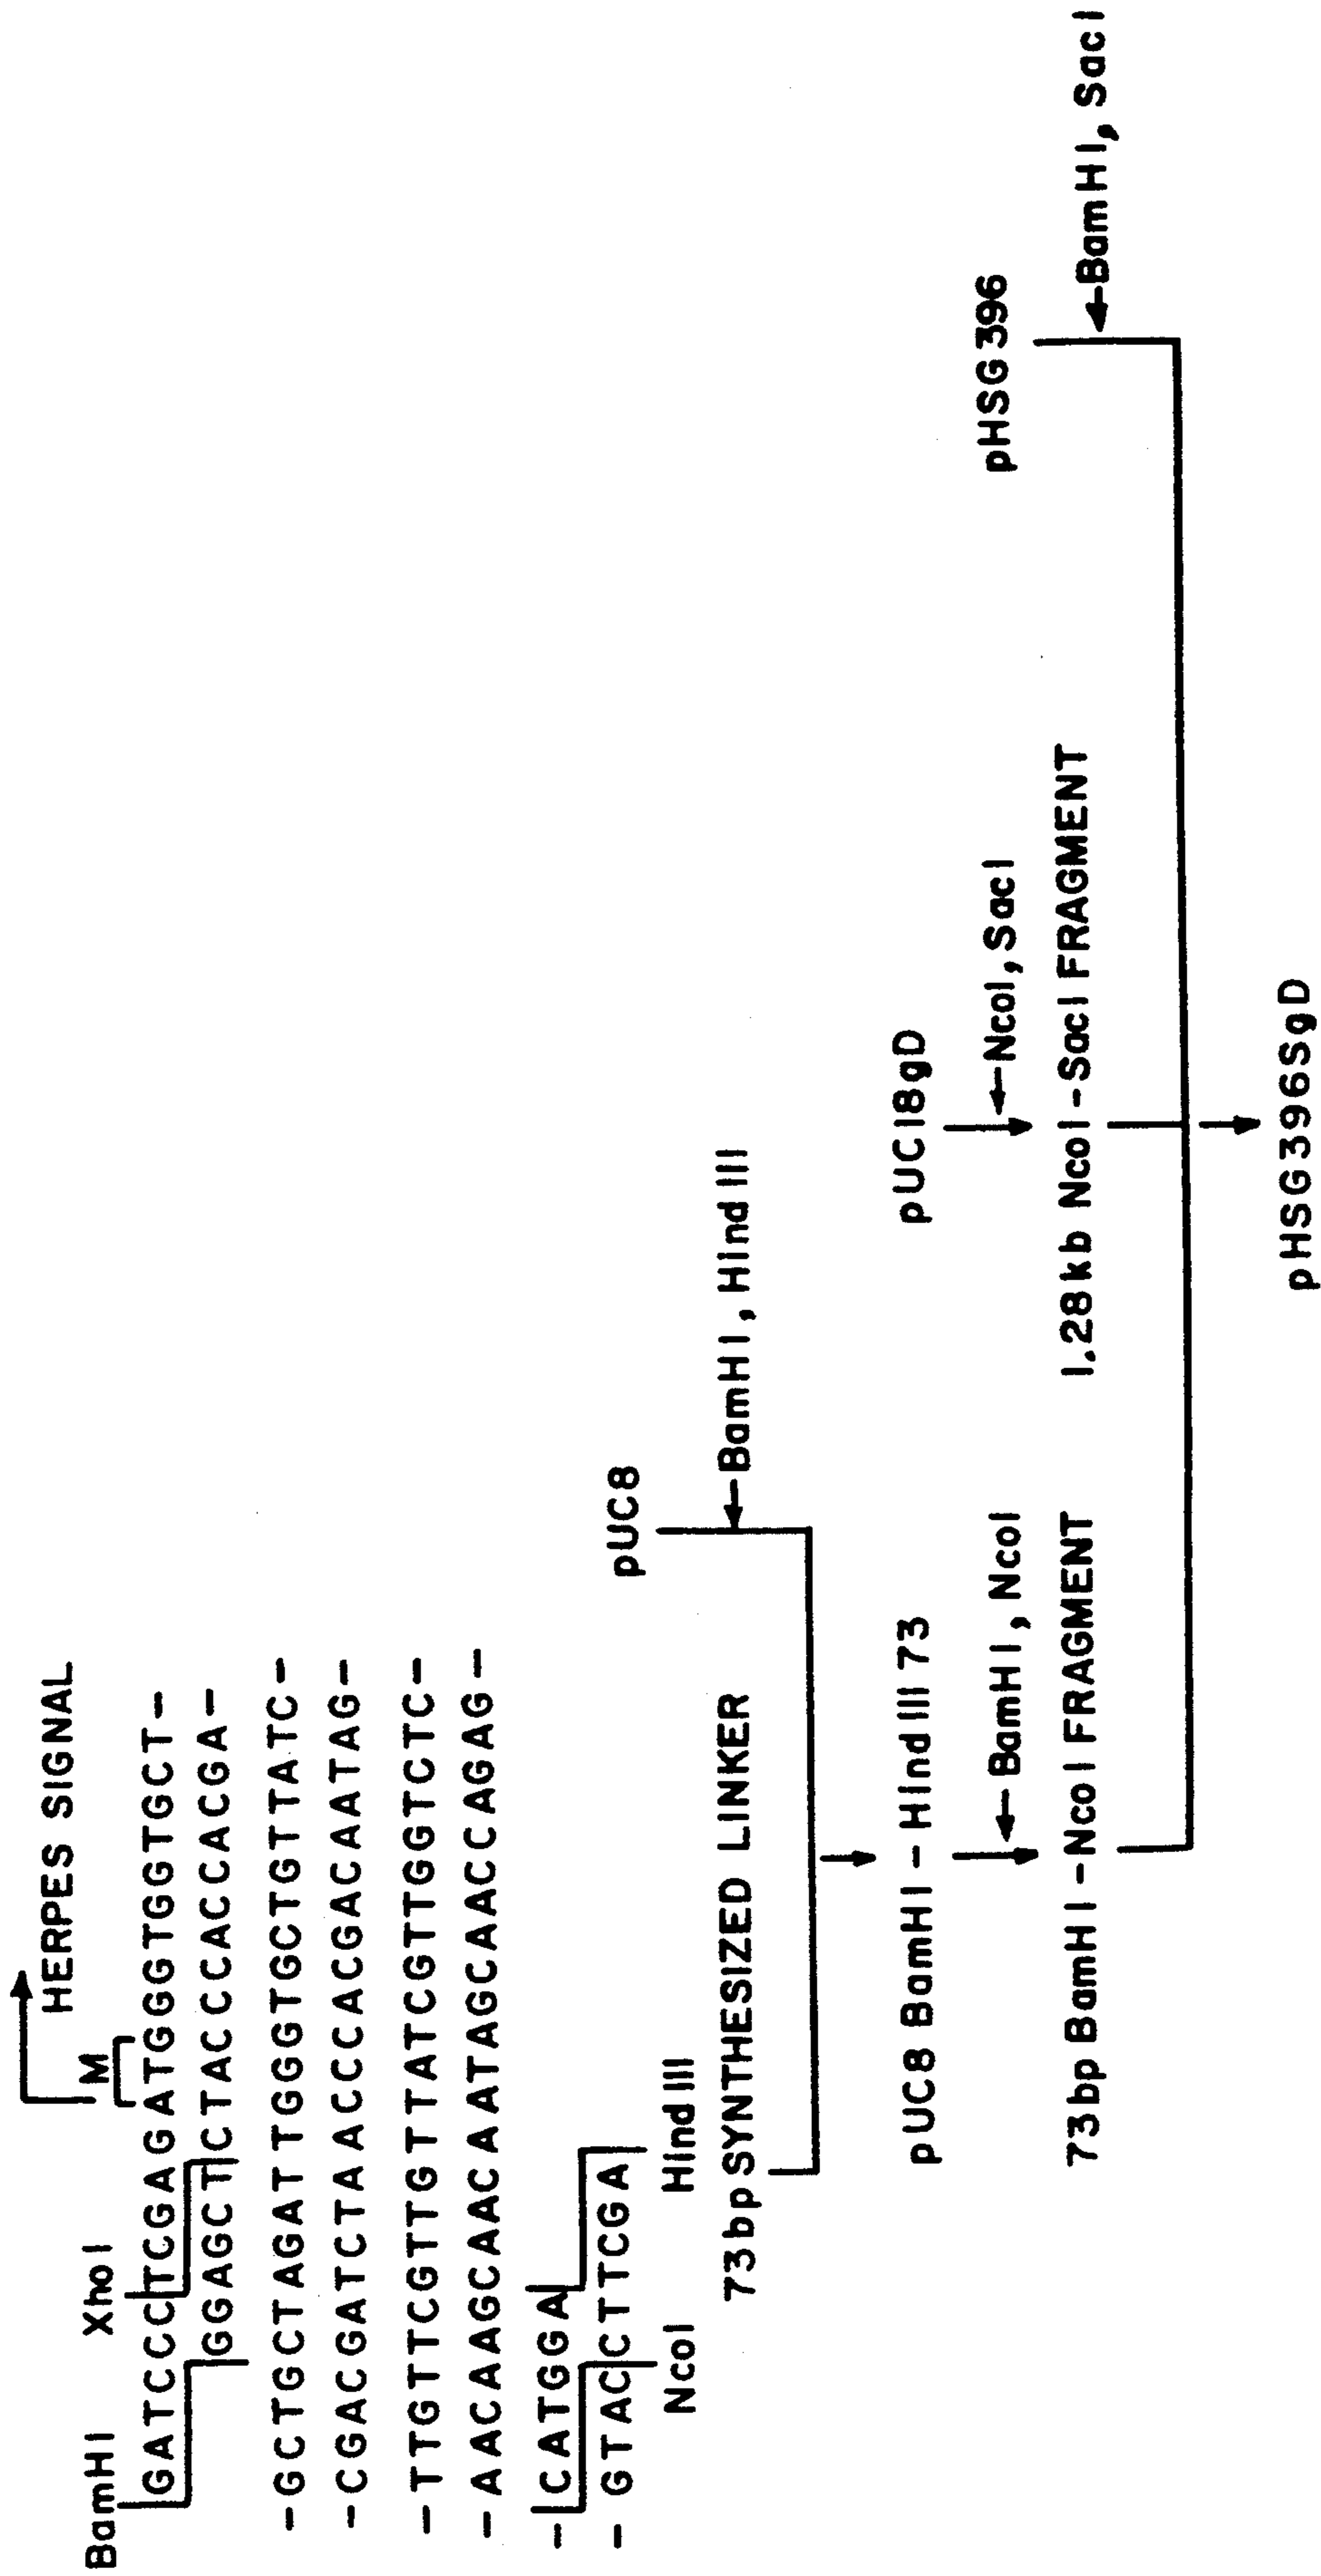 HERPES SIGNAL
BamHI XhoI M
GATCCCTCGAGATGGGTGGTGCT-
GGAGCTCTACCCACCACGA-
-GCTGCTAGATTGGGTGCTGTTATC-
-CGACGATCTAACCCACGACAATAG-
-TTGTTCGTTGTTATCGTTGGTCTC-
-AACAAGCAACAATAGCAACCAGAG-
-CATGGA
-GTACCTTCGA
NcoI HindIII
73bp SYNTHESIZED LINKER
pUC8
BamHI, HindIII
pUC8 BamHI-HindIII 73
BamHI, NcoI
73bp BamHI-NcoI FRAGMENT
pUC18gD
NcoI, SacI
1.28kb NcoI-SacI FRAGMENT
pHSG396
BamHI, SacI
pHSG396SgD